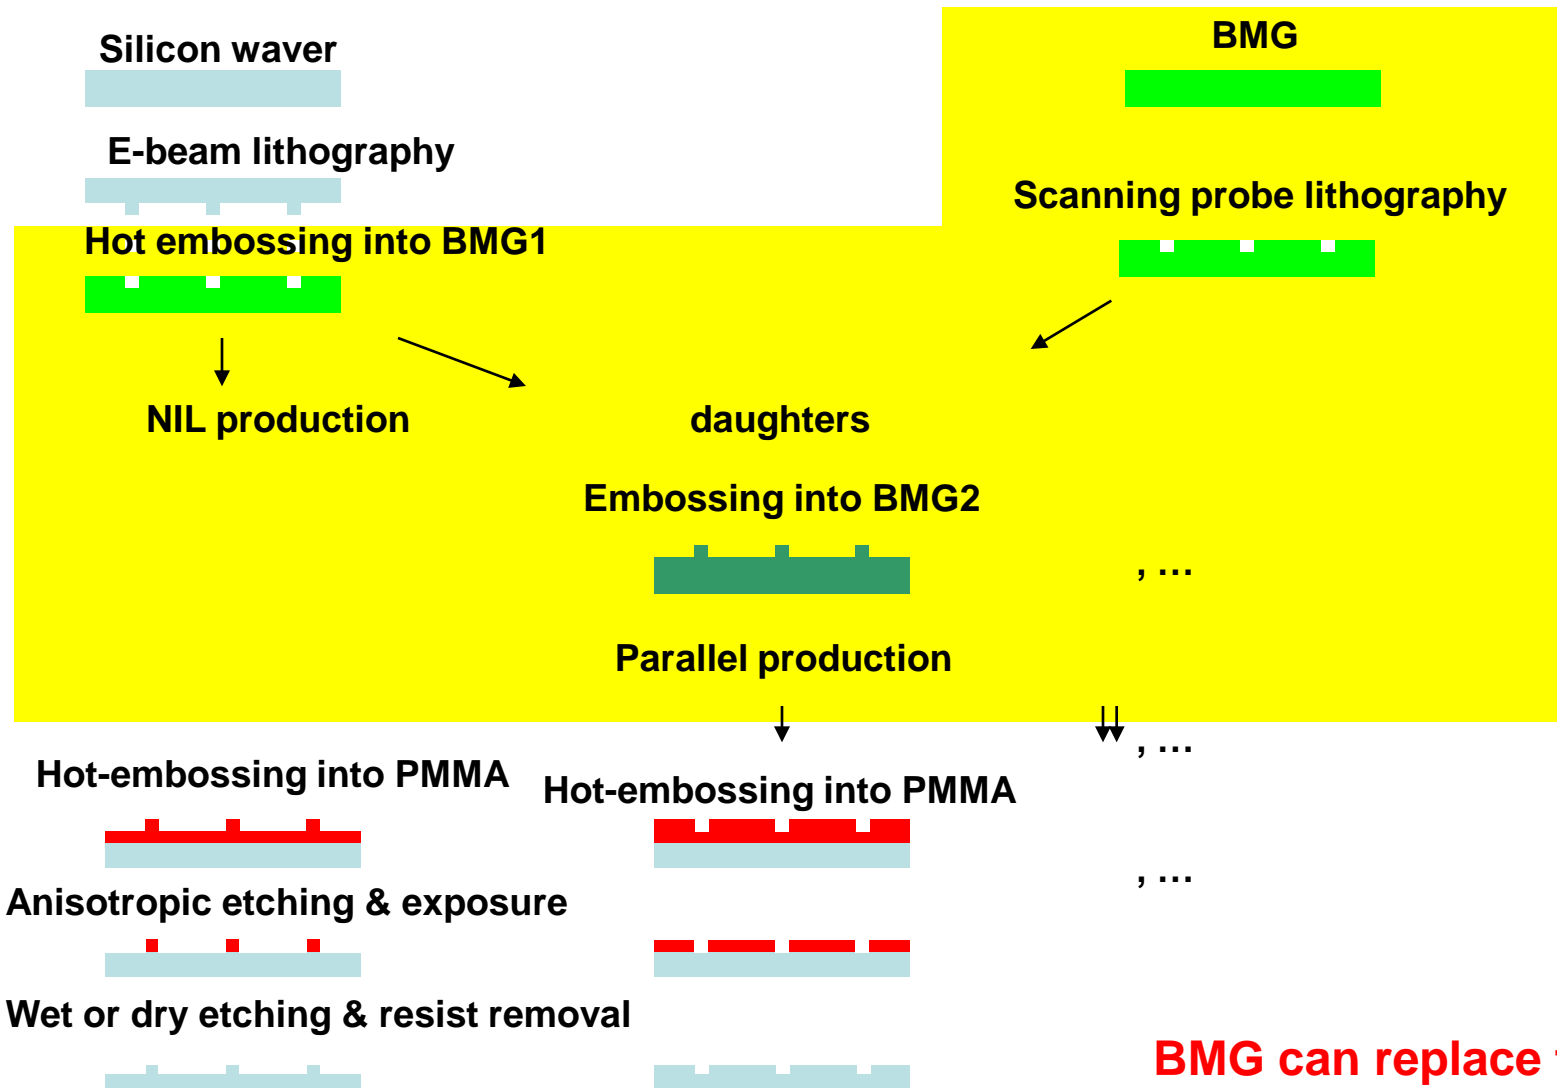 Silicon waver
BMG
E-beam lithography
Scanning probe lithography
Hot embossing into BMG1
NIL production
daughters
Embossing into BMG2
, ...
Parallel production
, ...
Hot-embossing into PMMA
Hot-embossing into PMMA
, ...
Anisotropic etching & exposure
Wet or dry etching & resist removal
BMG can replace